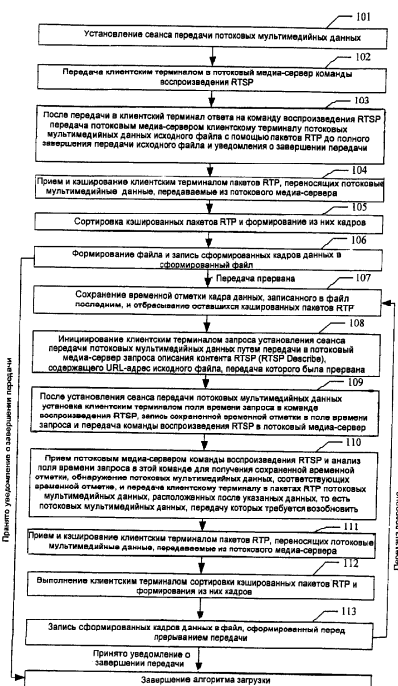 101
Установление сеанса передачи потоковых мультимедийных данных
102
Передача клиентским терминалом в потоковый медиа-сервер команды
воспроизведения RTSP
103
После передачи в клиентский терминал ответа на команду воспроизведения RTSP
передача потоковым медиа-сервером клиентскому терминалу потоковых
мультимедийных данных исходного файла с помощью пакетов RTP до полного
завершения передачи исходного файла и уведомления о завершении передачи
104
Прием и кэширование клиентским терминалом пакетов RTP, переносящих потоковые
мультимедийные данные, передаваемые из потокового медиа-сервера
105
Сортировка кэшированных пакетов RTP и формирование из них кадров
106
Формирование файла и запись сформированных кадров данных в
сформированный файл
Передача прервана
107
Сохранение временной отметки кадра данных, записанного в файл
последним, и отбрасывание оставшихся кэшированных пакетов RTP
108
Инициирование клиентским терминалом запроса установления сеанса
передачи потоковых мультимедийных данных путем передачи в потоковый
медиа-сервер запроса описания контента RTSP (RTSP Describe),
содержащего URL-адрес исходного файла, передача которого была прервана
109
После установления сеанса передачи потоковых мультимедийных данных
установка клиентским терминалом поля времени запроса в команде
воспроизведения RTSP, запись сохраненной временной отметки в поле времени
запроса и передача команды воспроизведения RTSP в потоковый медиа-сервер
110
Прием потоковым медиа-сервером команды воспроизведения RTSP и анализ
поля времени запроса в этой команде для получения сохраненной временной
отметки, обнаружение потоковых мультимедийных данных, соответствующих
временной отметке, и передача клиентскому терминалу в пакетах RTP потоковых
мультимедийных данных, расположенных после указанных данных, то есть
потоковых мультимедийных данных, передачу которых требуется возобновить
111
Прием и кэширование клиентским терминалом пакетов RTP, переносящих потоковые
мультимедийные данные, передаваемые из потокового медиа-сервера
112
Выполнение клиентским терминалом сортировки кэшированных пакетов RTP и
формирования из них кадров
113
Запись сформированных кадров данных в файл, сформированный перед
прерыванием передачи
Принято уведомление о
завершении передачи
Завершение алгоритма загрузки
Принято уведомление о завершении передачи
Передача прервана